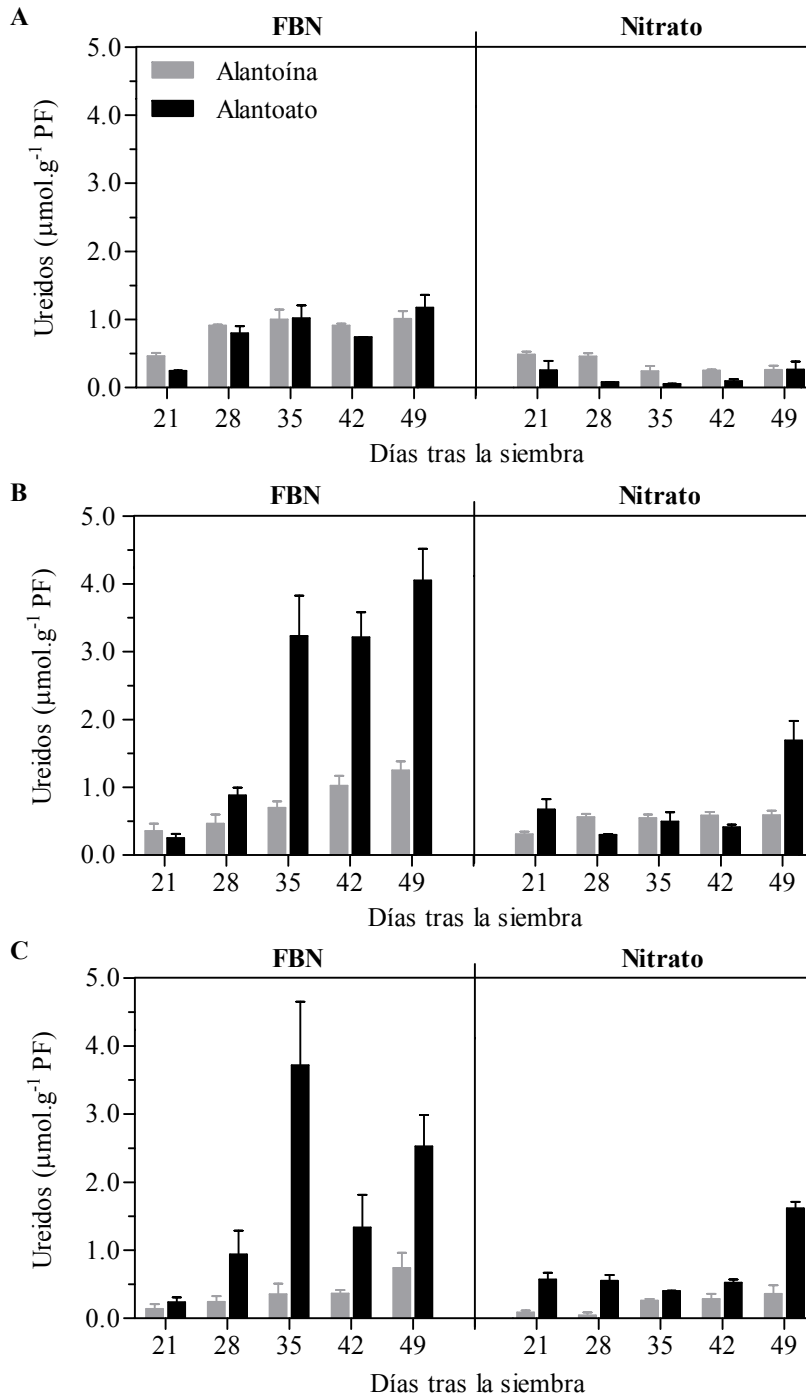 A
FBN
Nitrato
5.0
4.0
3.0
2.0
1.0
0.0
Ureidos (µmol.g⁻¹ PF)
Alantoína
Alantoato
21 28 35 42 49 21 28 35 42 49
Días tras la siembra
B
FBN
Nitrato
5.0
4.0
3.0
2.0
1.0
0.0
Ureidos (µmol.g⁻¹ PF)
21 28 35 42 49 21 28 35 42 49
Días tras la siembra
C
FBN
Nitrato
5.0
4.0
3.0
2.0
1.0
0.0
Ureidos (µmol.g⁻¹ PF)
21 28 35 42 49 21 28 35 42 49
Días tras la siembra